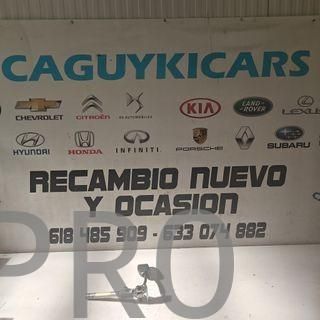 CAGUYKICARS
CHEVROLET CITROËN DS AUTOMOBILES KIA LAND ROVER LEXUS
HYUNDAI HONDA INFINITI PORSCHE RENAULT SUBARU
RECAMBIO NUEVO
Y OCASION
618 485 909 - 633 074 882
PRO